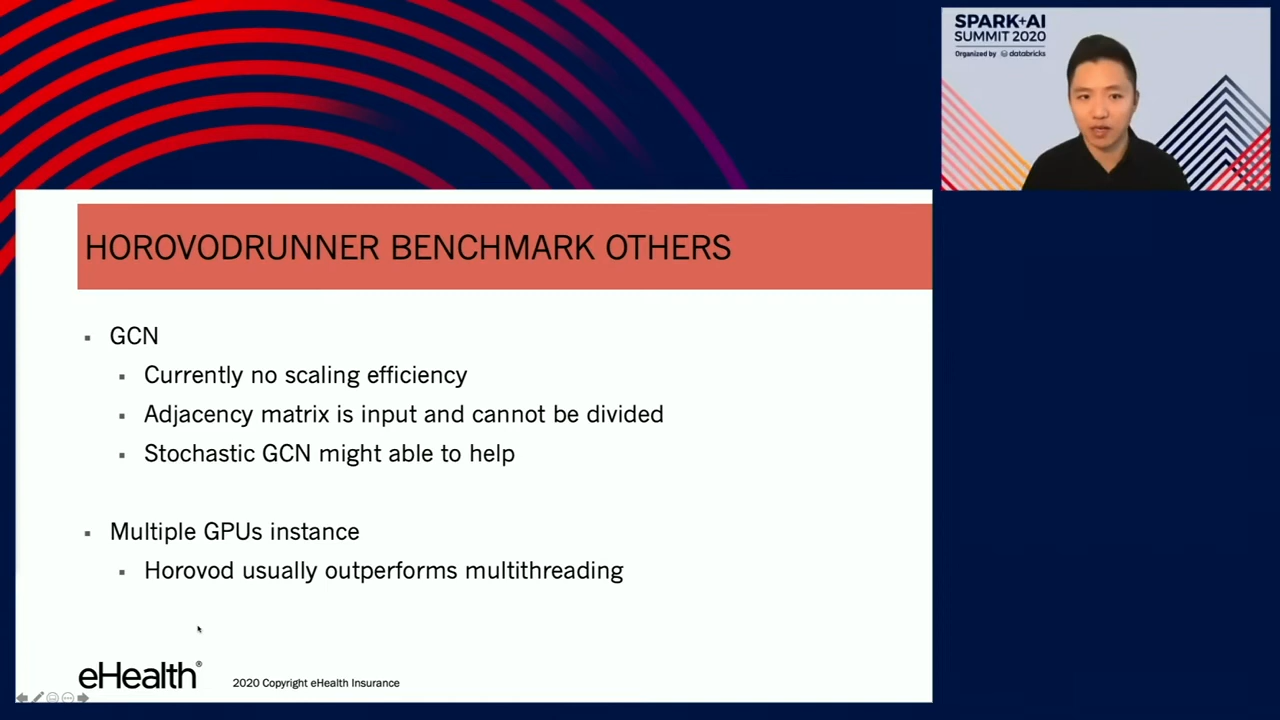 SPARK+AI
SUMMIT 2020
Organized by databricks
HOROVODRUNNER BENCHMARK OTHERS
GCN
Currently no scaling efficiency
Adjacency matrix is input and cannot be divided
Stochastic GCN might able to help
Multiple GPUs instance
Horovod usually outperforms multithreading
eHealth®
2020 Copyright eHealth Insurance